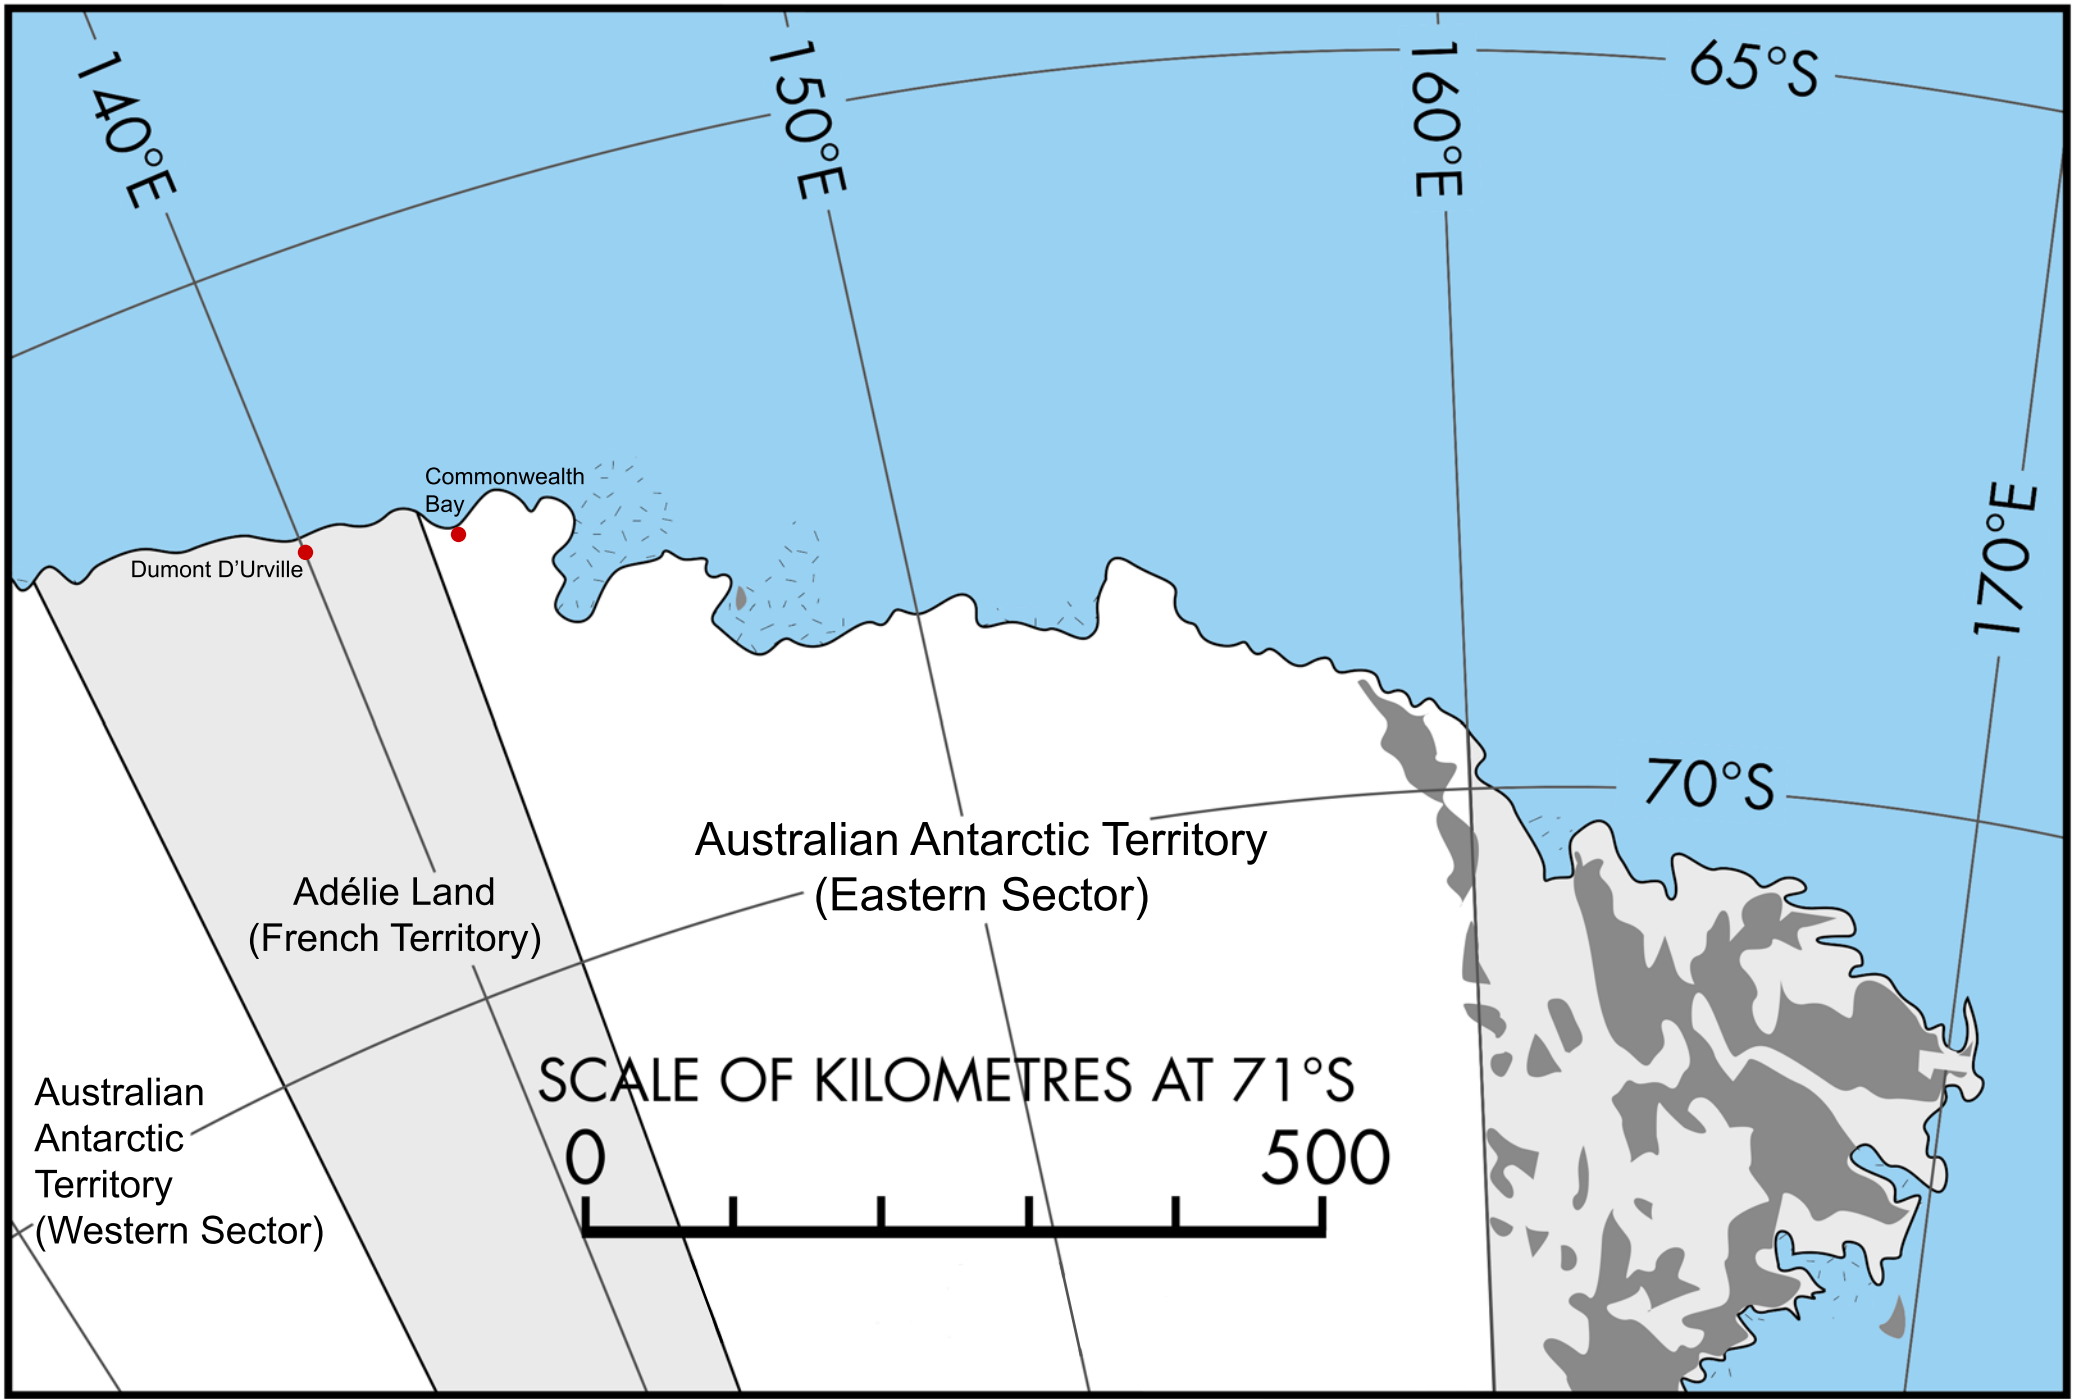 140°E
150°E
160°E
65°S
Commonwealth
Bay
Dumont D’Urville
170°E
70°S
Australian Antarctic Territory
(Eastern Sector)
Adélie Land
(French Territory)
SCALE OF KILOMETRES AT 71°S
0 500
Australian
Antarctic
Territory
(Western Sector)